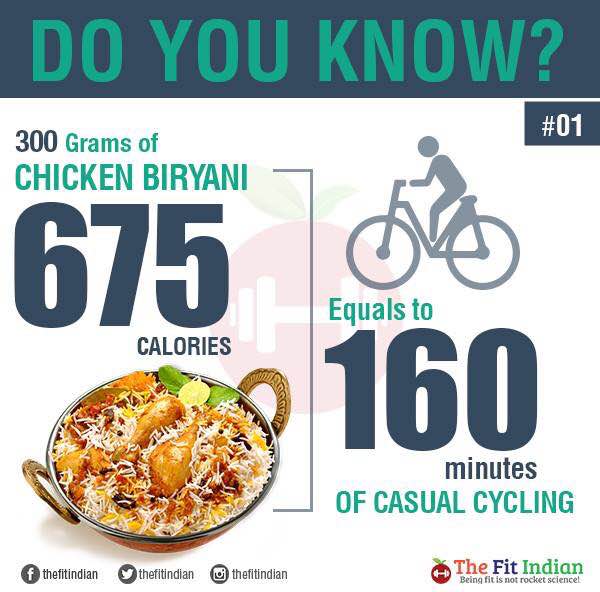 DO YOU KNOW?
#01
300 Grams of
CHICKEN BIRYANI
675
CALORIES
Equals to
160
minutes
OF CASUAL CYCLING
thefitindian
thefitindian
thefitindian
The Fit Indian
Being fit is not rocket science!